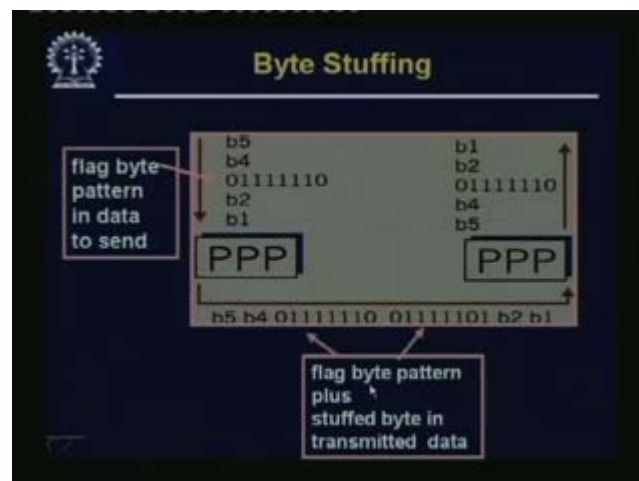 Byte Stuffing
flag byte
pattern
in data
to send
b5
b4
01111110
b2
b1
PPP
b1
b2
01111110
b4
b5
PPP
b5 b4 01111110 01111101 b2 b1
flag byte pattern
plus
stuffed byte in
transmitted data